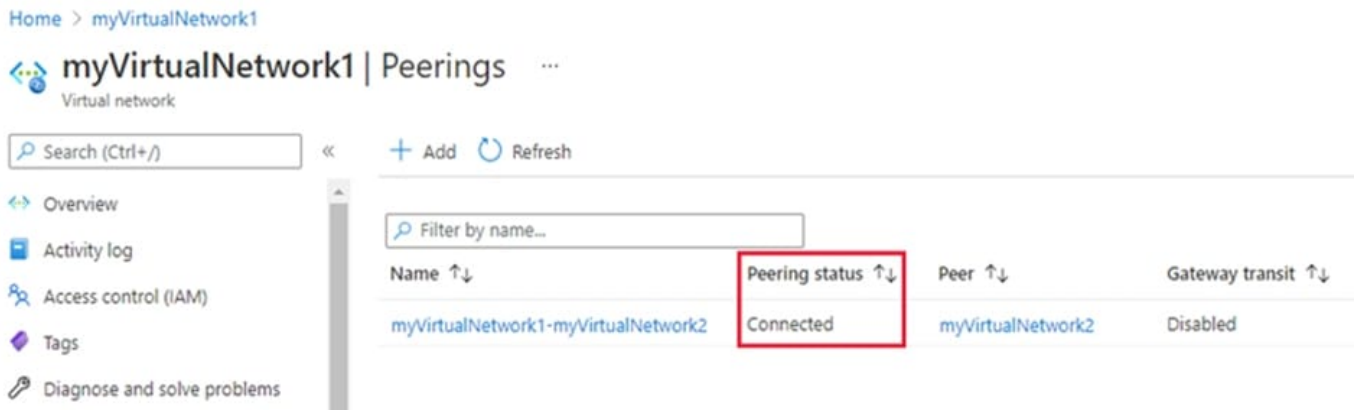 Home > myVirtualNetwork1
myVirtualNetwork1 | Peerings ...
Virtual network
Search (Ctrl+/) «
+ Add Refresh
Overview
Activity log
Access control (IAM)
Tags
Diagnose and solve problems
Filter by name...
Name ↑↓ Peering status ↑↓ Peer ↑↓ Gateway transit ↑↓
myVirtualNetwork1-myVirtualNetwork2 Connected myVirtualNetwork2 Disabled